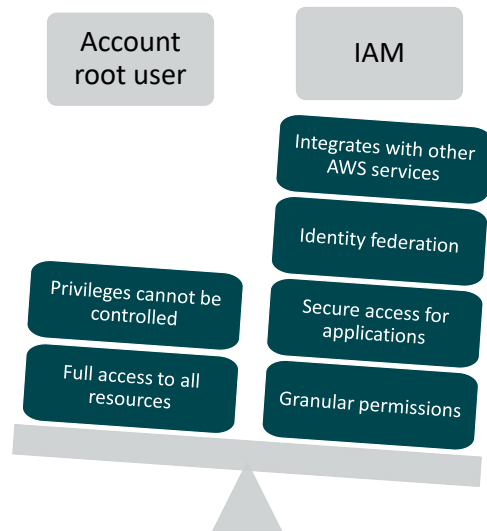 Account
root user
IAM
Integrates with other
AWS services
Identity federation
Secure access for
applications
Granular permissions
Privileges cannot be
controlled
Full access to all
resources